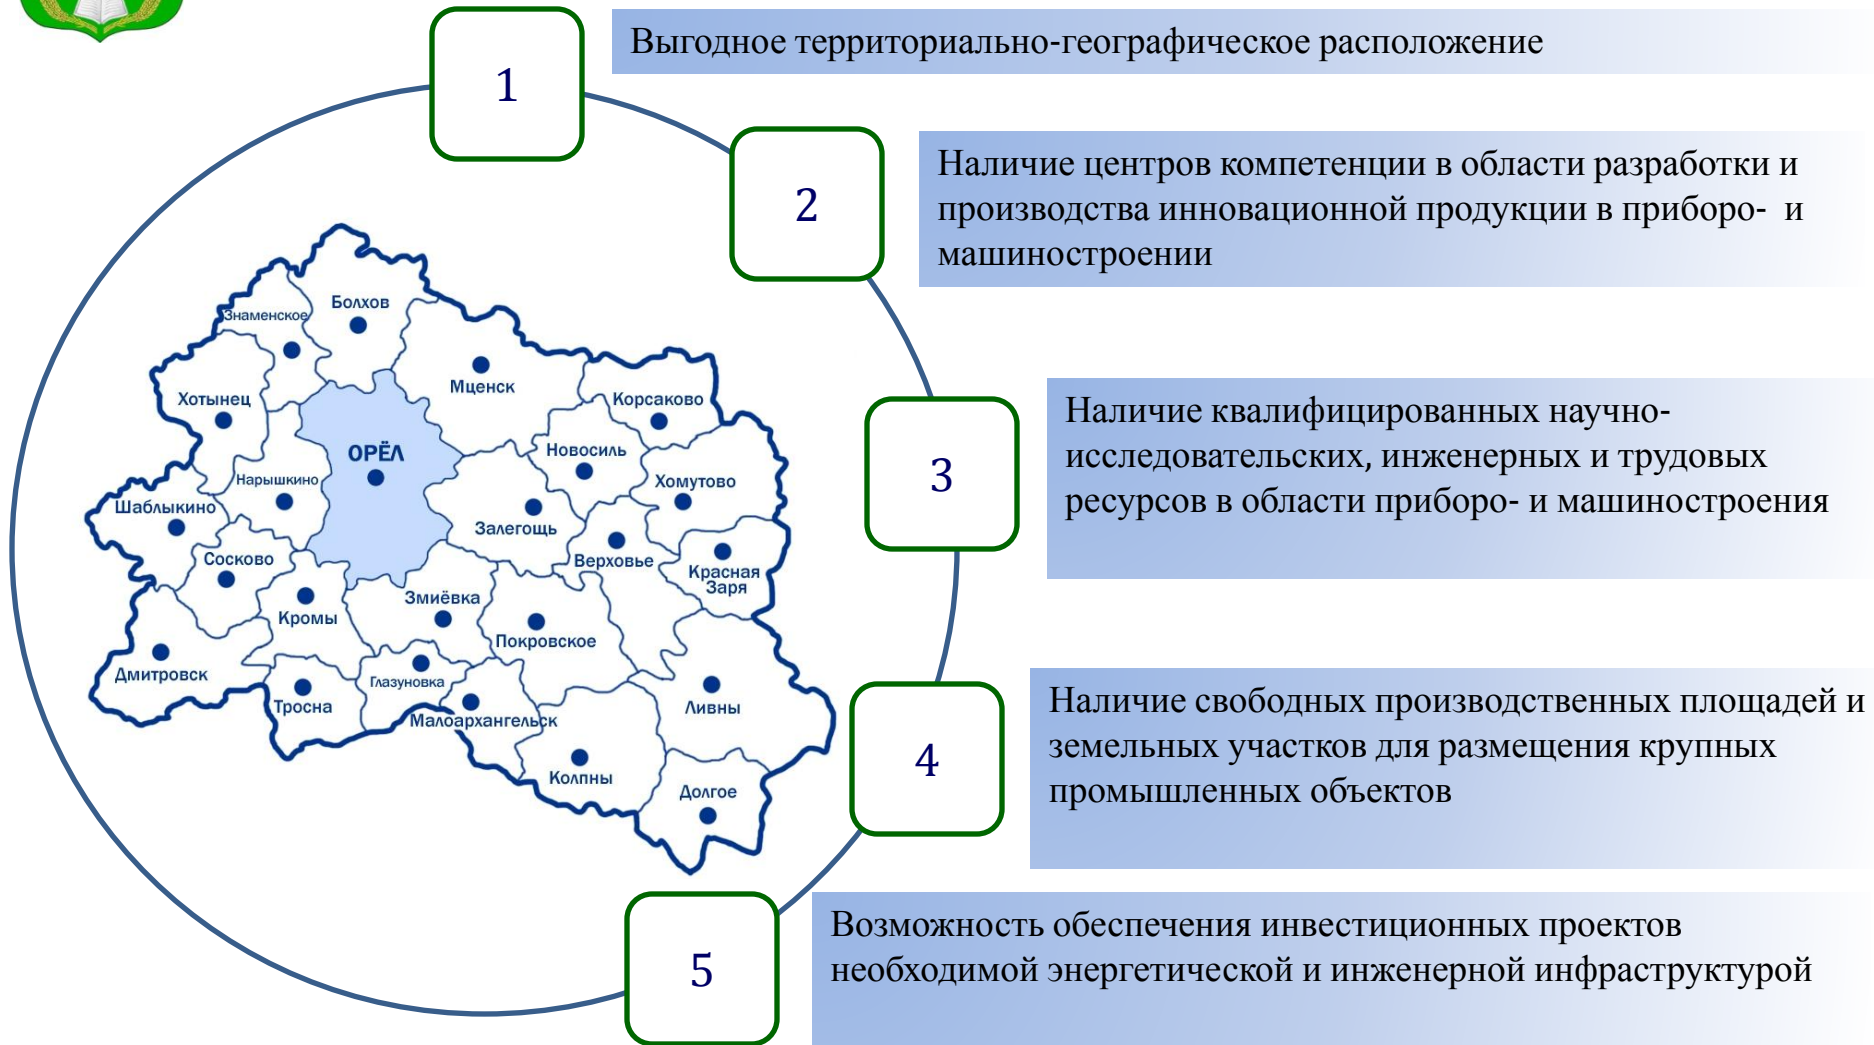 1
Выгодное территориально-географическое расположение
2
Наличие центров компетенции в области разработки и
производства инновационной продукции в приборо- и
машиностроении
3
Наличие квалифицированных научно-
исследовательских, инженерных и трудовых
ресурсов в области приборо- и машиностроения
4
Наличие свободных производственных площадей и
земельных участков для размещения крупных
промышленных объектов
5
Возможность обеспечения инвестиционных проектов
необходимой энергетической и инженерной инфраструктурой
Болхов
Знаменское
Мценск
Хотынец
Корсаково
ОРЁЛ
Новосиль
Нарышкино
Хомутово
Шаблыкино
Залегощь
Сосково
Верховье
Красная
Заря
Змиёвка
Кромы
Покровское
Дмитровск
Глазуновка
Тросна
Малоархангельск
Ливны
Колпны
Долгое